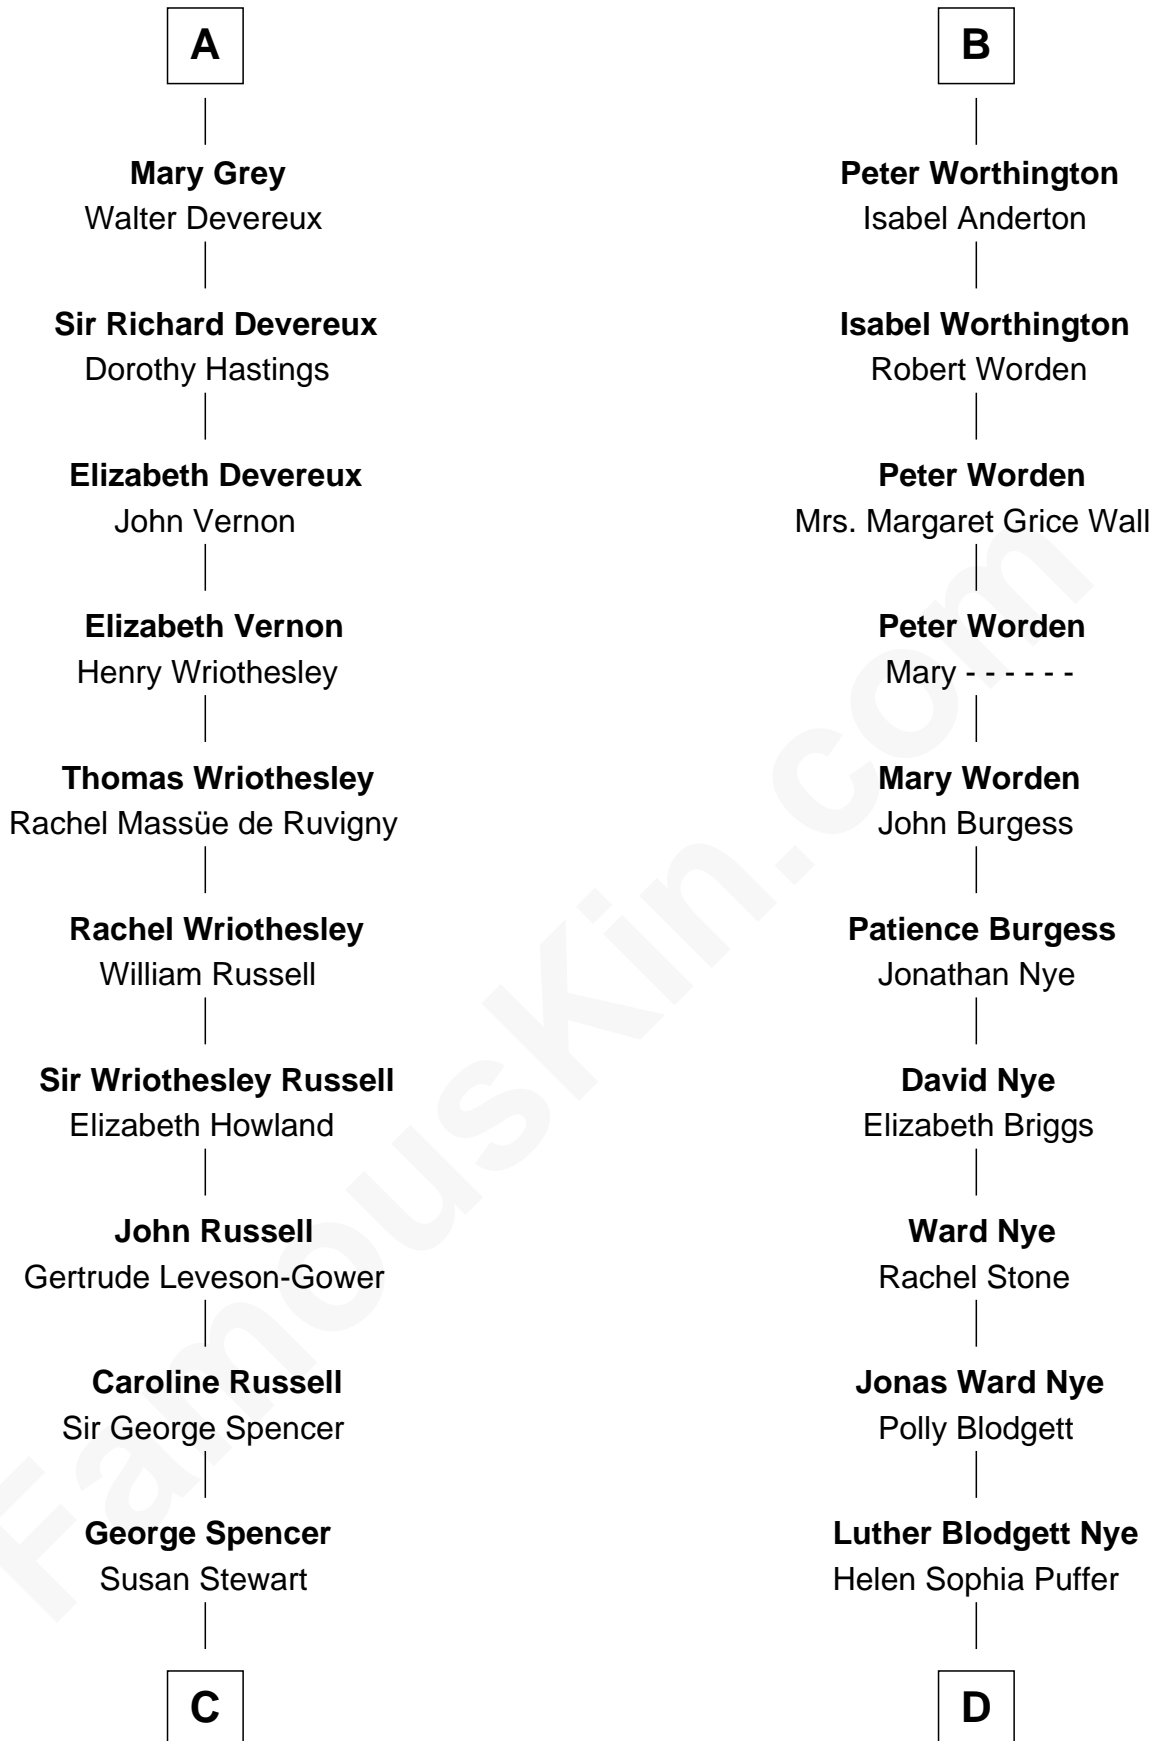 A
Mary Grey
Walter Devereux
Sir Richard Devereux
Dorothy Hastings
Elizabeth Devereux
John Vernon
Elizabeth Vernon
Henry Wriothesley
Thomas Wriothesley
Rachel Massüe de Ruvigny
Rachel Wriothesley
William Russell
Sir Wriothesley Russell
Elizabeth Howland
John Russell
Gertrude Leveson-Gower
Caroline Russell
Sir George Spencer
George Spencer
Susan Stewart
C
B
Peter Worthington
Isabel Anderton
Isabel Worthington
Robert Worden
Peter Worden
Mrs. Margaret Grice Wall
Peter Worden
Mary - - - - - -
Mary Worden
John Burgess
Patience Burgess
Jonathan Nye
David Nye
Elizabeth Briggs
Ward Nye
Rachel Stone
Jonas Ward Nye
Polly Blodgett
Luther Blodgett Nye
Helen Sophia Puffer
D
FamousKin.com